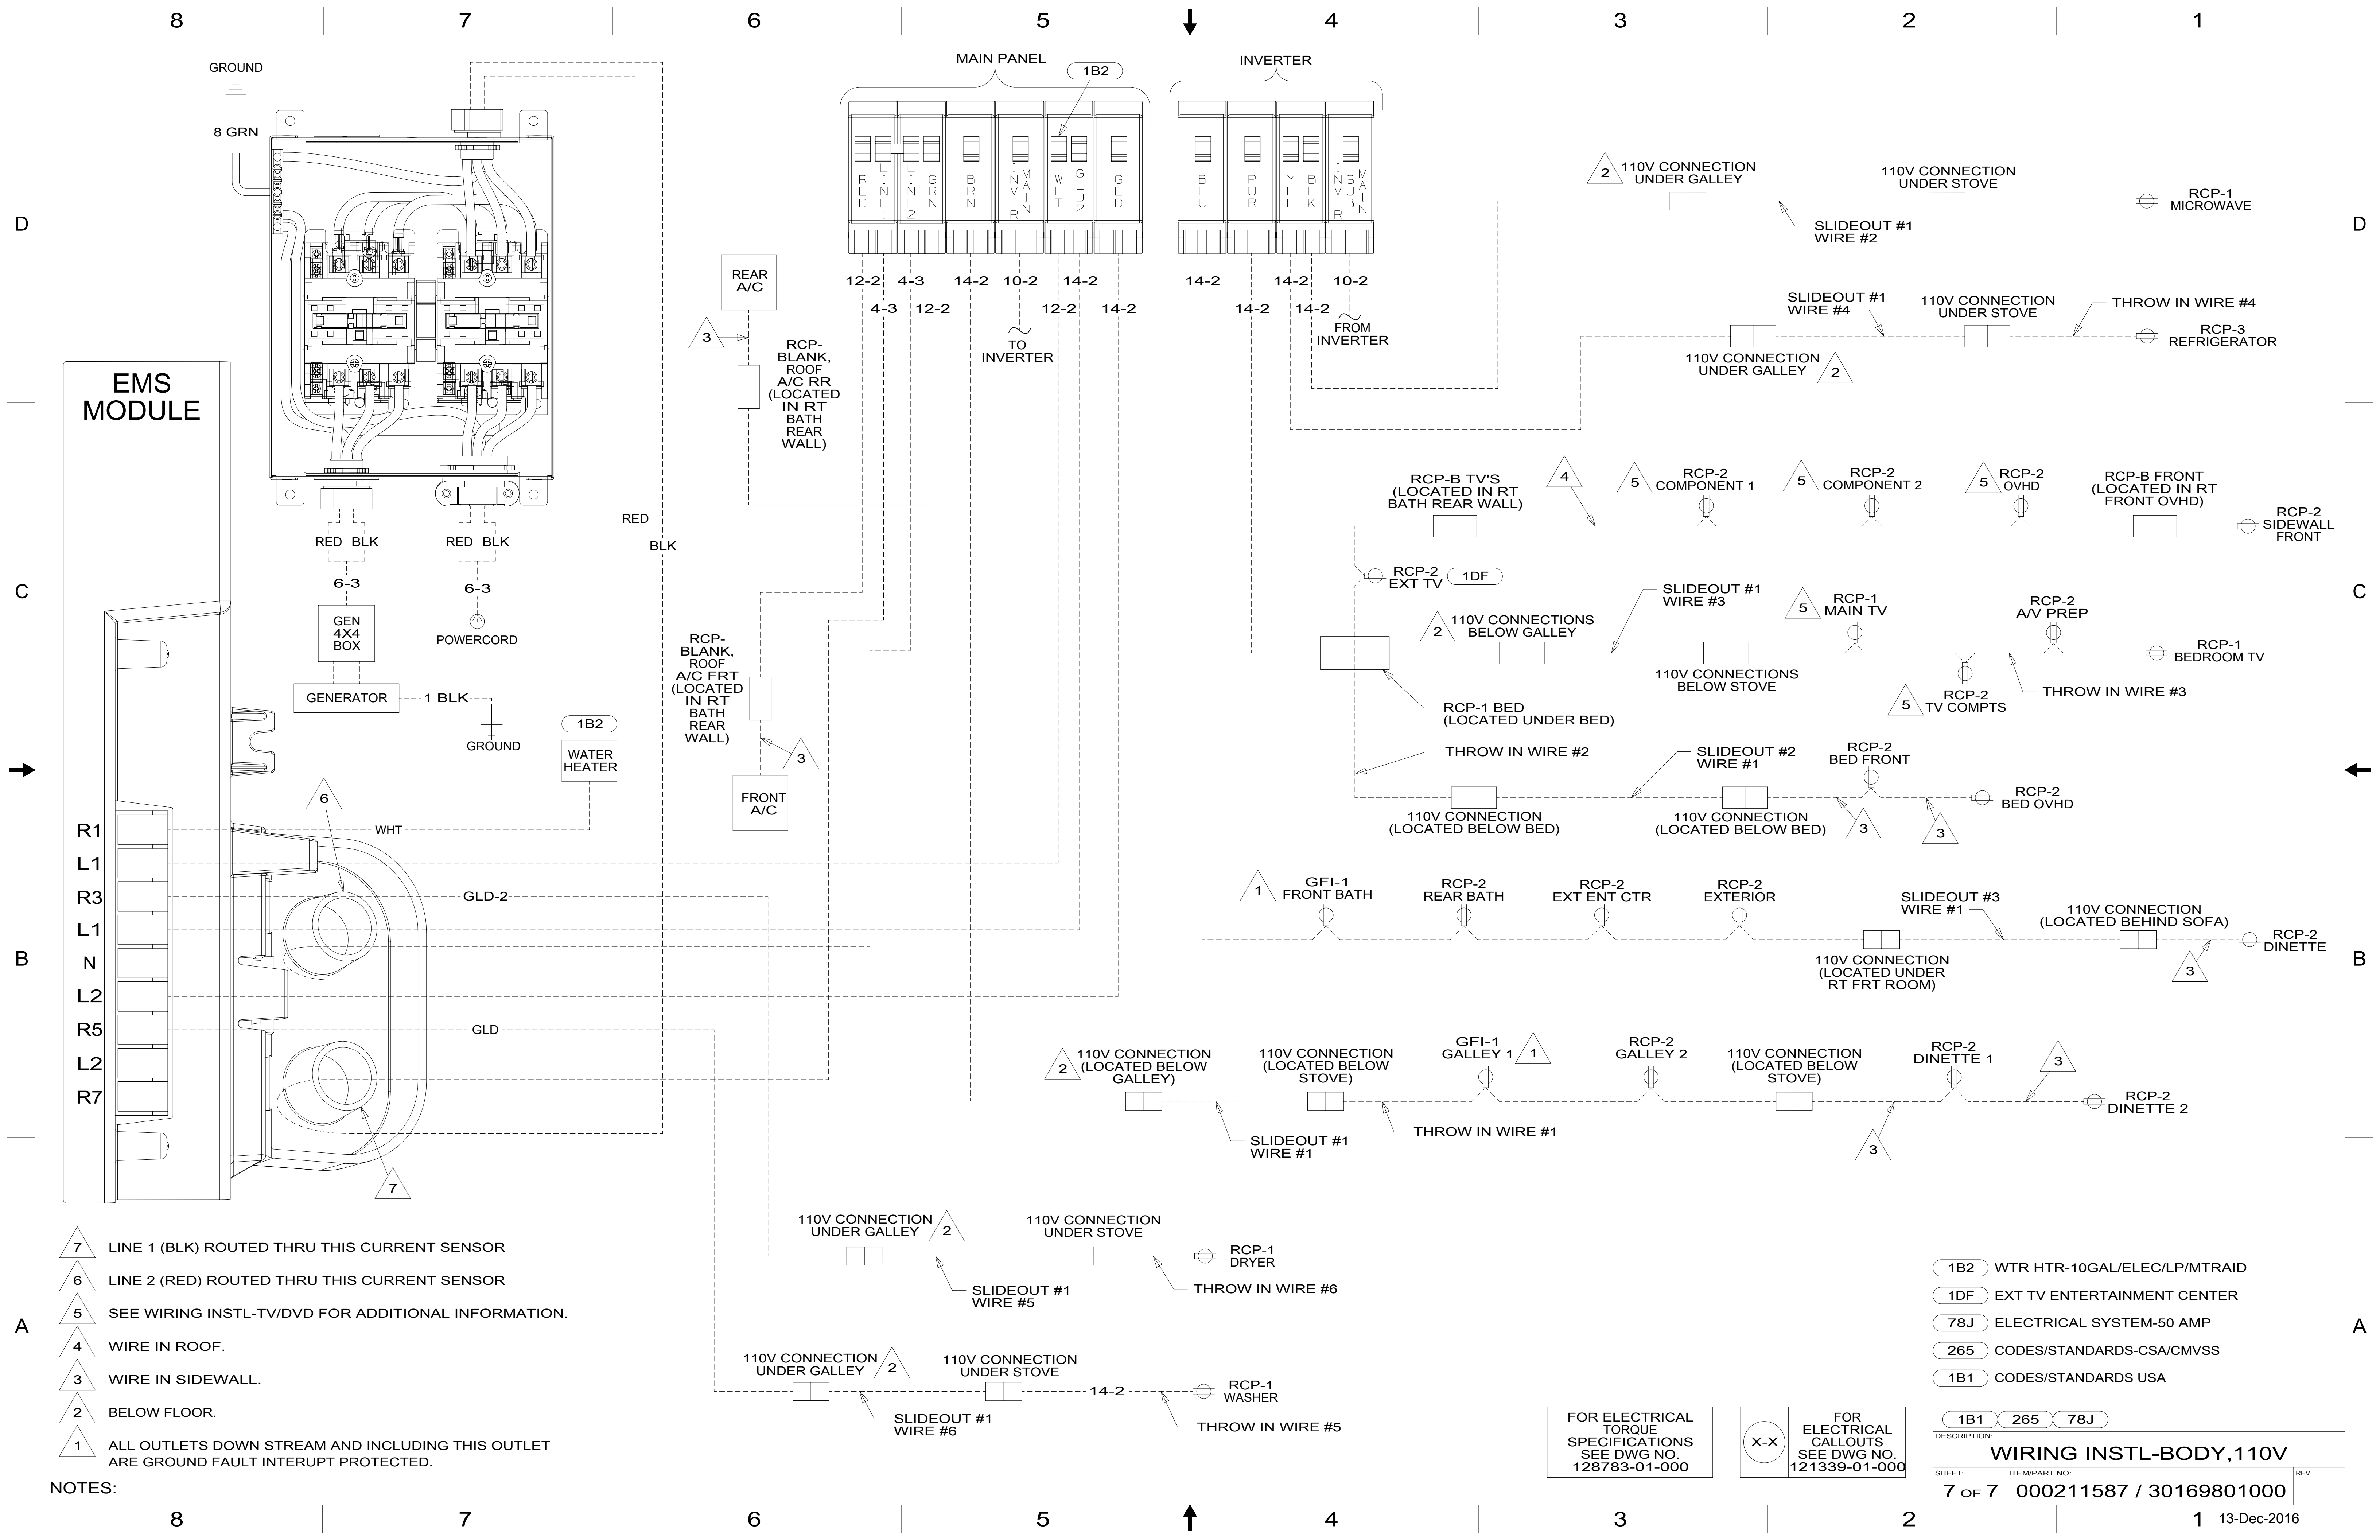 8 7 6 5 4 3 2 1
D
C
B
A
D
C
B
A
GROUND
8 GRN
EMS
MODULE
RED BLK
6-3
GEN
4X4
BOX
GENERATOR
1 BLK
GROUND
RED BLK
6-3
POWERCORD
RED
BLK
1B2
WATER
HEATER
6
R1
L1
R3
L1
N
L2
R5
L2
R7
WHT
GLD-2
GLD
7
MAIN PANEL
1B2
RED
LINE1
LINE2
GRN
BRN
INVTR
MAIN
WHT
GLD2
GLD
12-2
4-3
4-3
12-2
14-2
10-2
12-2
14-2
14-2
TO
INVERTER
REAR
A/C
3
RCP-
BLANK,
ROOF
A/C RR
(LOCATED
IN RT
BATH
REAR
WALL)
RCP-
BLANK,
ROOF
A/C FRT
(LOCATED
IN RT
BATH
REAR
WALL)
3
FRONT
A/C
INVERTER
BLU
PUR
YEL
BLK
INVTR
SUB
MAIN
14-2
14-2
14-2
14-2
10-2
FROM
INVERTER
2
110V CONNECTION
UNDER GALLEY
110V CONNECTION
UNDER STOVE
SLIDEOUT #1
WIRE #2
RCP-1
MICROWAVE
SLIDEOUT #1
WIRE #4
110V CONNECTION
UNDER STOVE
THROW IN WIRE #4
RCP-3
REFRIGERATOR
110V CONNECTION
UNDER GALLEY
2
RCP-B TV'S
(LOCATED IN RT
BATH REAR WALL)
4
5
RCP-2
COMPONENT 1
5
RCP-2
COMPONENT 2
5
RCP-2
OVHD
RCP-B FRONT
(LOCATED IN RT
FRONT OVHD)
RCP-2
SIDEWALL
FRONT
RCP-2
EXT TV
1DF
2
110V CONNECTIONS
BELOW GALLEY
SLIDEOUT #1
WIRE #3
110V CONNECTIONS
BELOW STOVE
5
RCP-1
MAIN TV
RCP-2
A/V PREP
RCP-1
BEDROOM TV
5
RCP-2
TV COMPTS
THROW IN WIRE #3
RCP-1 BED
(LOCATED UNDER BED)
THROW IN WIRE #2
SLIDEOUT #2
WIRE #1
RCP-2
BED FRONT
RCP-2
BED OVHD
110V CONNECTION
(LOCATED BELOW BED)
110V CONNECTION
(LOCATED BELOW BED)
3
3
1
GFI-1
FRONT BATH
RCP-2
REAR BATH
RCP-2
EXT ENT CTR
RCP-2
EXTERIOR
SLIDEOUT #3
WIRE #1
110V CONNECTION
(LOCATED BEHIND SOFA)
RCP-2
DINETTE
110V CONNECTION
(LOCATED UNDER
RT FRT ROOM)
3
2
110V CONNECTION
(LOCATED BELOW
GALLEY)
110V CONNECTION
(LOCATED BELOW
STOVE)
GFI-1
GALLEY 1
1
RCP-2
GALLEY 2
110V CONNECTION
(LOCATED BELOW
STOVE)
RCP-2
DINETTE 1
3
RCP-2
DINETTE 2
SLIDEOUT #1
WIRE #1
THROW IN WIRE #1
3
110V CONNECTION
UNDER GALLEY
2
110V CONNECTION
UNDER STOVE
RCP-1
DRYER
SLIDEOUT #1
WIRE #5
THROW IN WIRE #6
110V CONNECTION
UNDER GALLEY
2
110V CONNECTION
UNDER STOVE
14-2
RCP-1
WASHER
SLIDEOUT #1
WIRE #6
THROW IN WIRE #5
7 LINE 1 (BLK) ROUTED THRU THIS CURRENT SENSOR
6 LINE 2 (RED) ROUTED THRU THIS CURRENT SENSOR
5 SEE WIRING INSTL-TV/DVD FOR ADDITIONAL INFORMATION.
4 WIRE IN ROOF.
3 WIRE IN SIDEWALL.
2 BELOW FLOOR.
1 ALL OUTLETS DOWN STREAM AND INCLUDING THIS OUTLET
ARE GROUND FAULT INTERUPT PROTECTED.
NOTES:
1B2 WTR HTR-10GAL/ELEC/LP/MTRAID
1DF EXT TV ENTERTAINMENT CENTER
78J ELECTRICAL SYSTEM-50 AMP
265 CODES/STANDARDS-CSA/CMVSS
1B1 CODES/STANDARDS USA
1B1 265 78J
FOR ELECTRICAL
TORQUE
SPECIFICATIONS
SEE DWG NO.
128783-01-000
X-X
FOR
ELECTRICAL
CALLOUTS
SEE DWG NO.
121339-01-000
DESCRIPTION:
WIRING INSTL-BODY,110V
SHEET:
7 OF 7
ITEM/PART NO:
000211587 / 30169801000
REV
8 7 6 5 4 3 2 1
13-Dec-2016